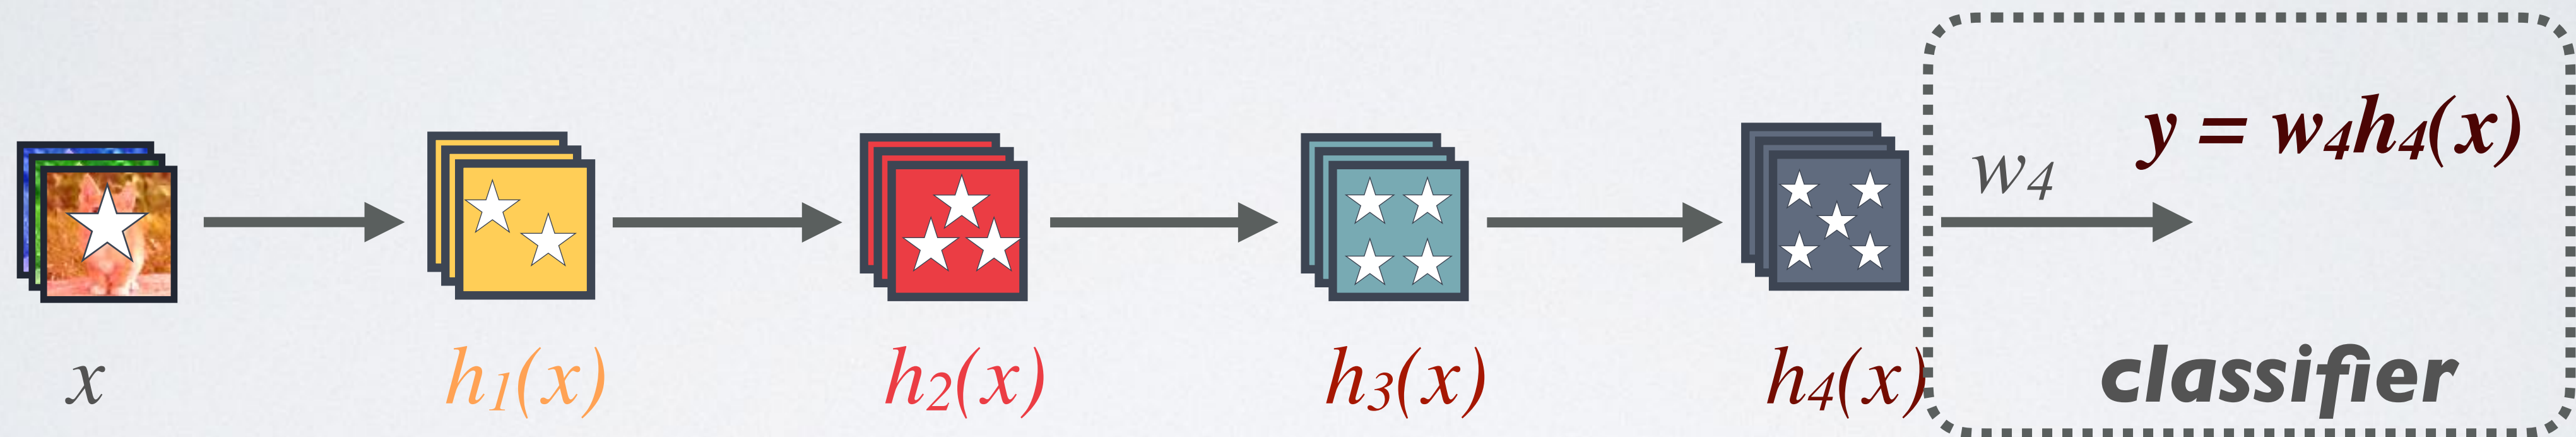 x
h1(x)
h2(x)
h3(x)
h4(x)
w4
y = w4h4(x)
classifier